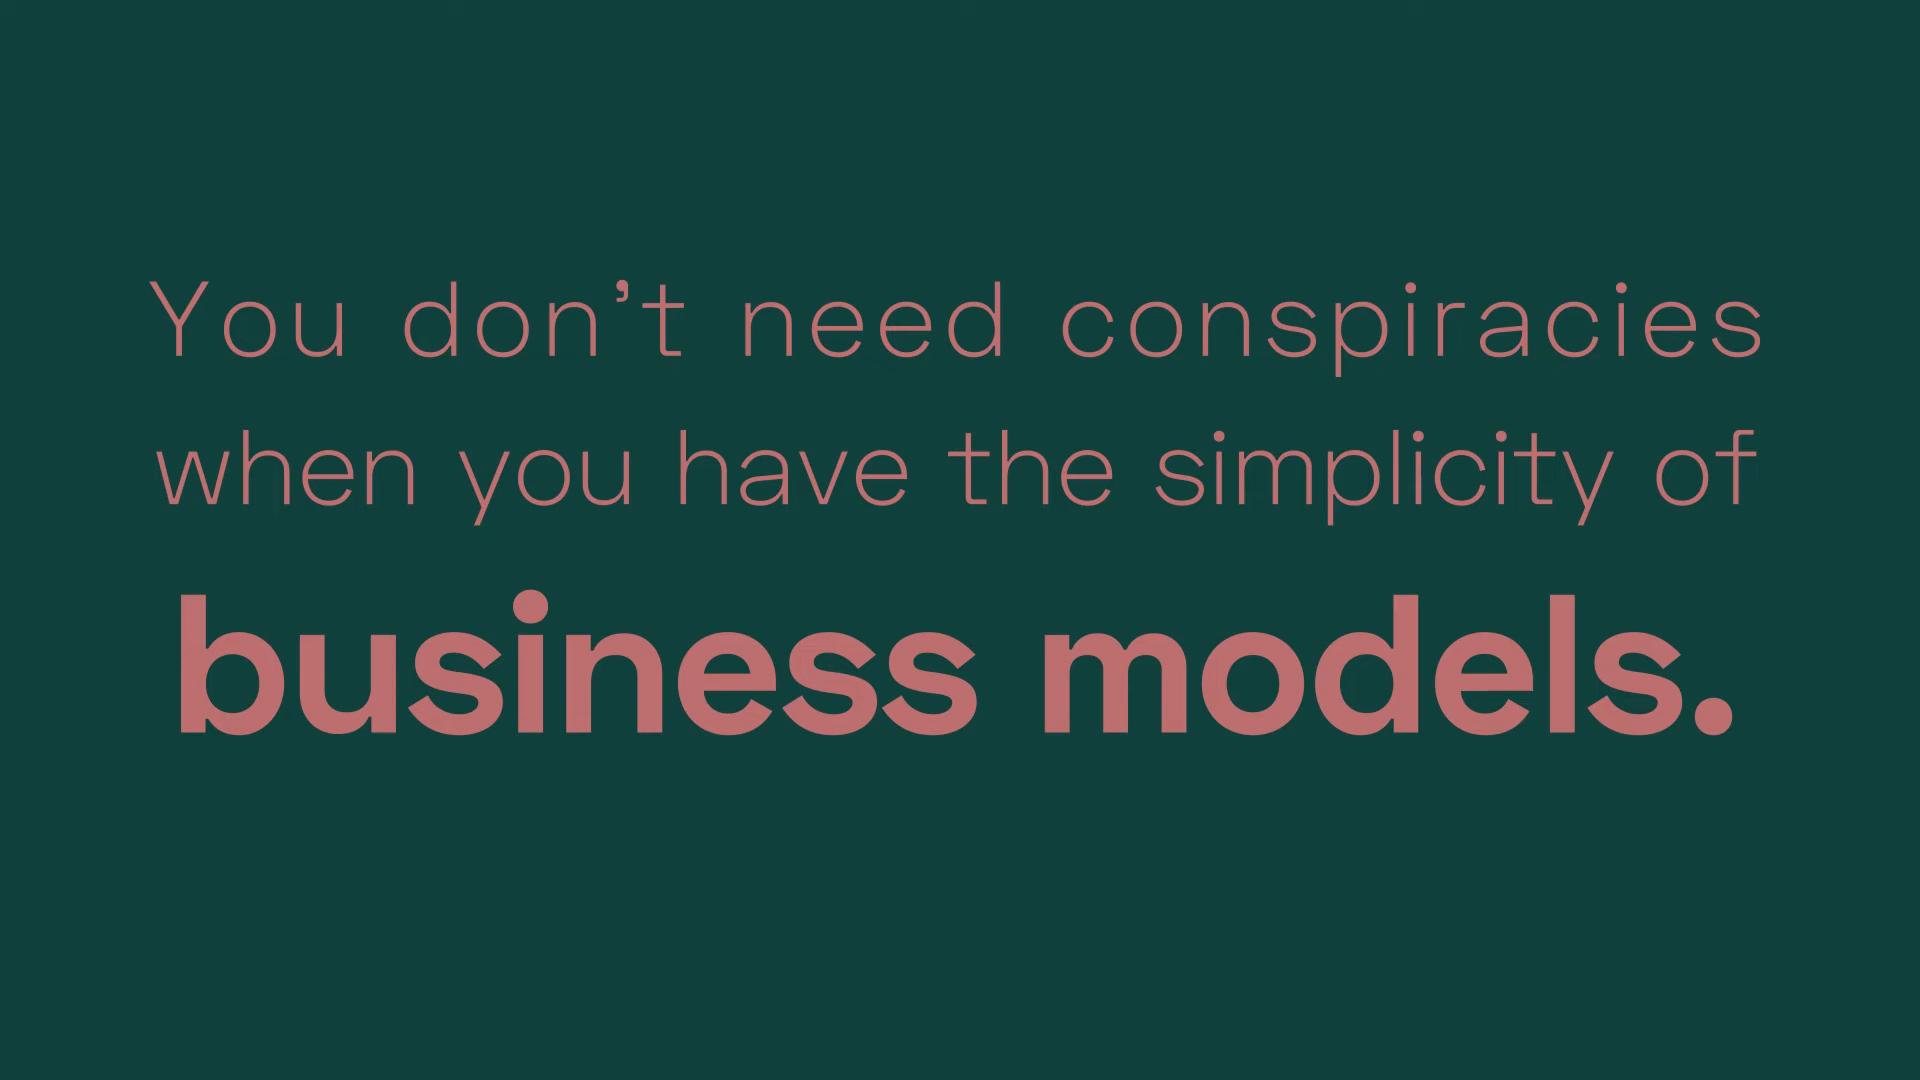 You don’t need conspiracies
when you have the simplicity of
business models.